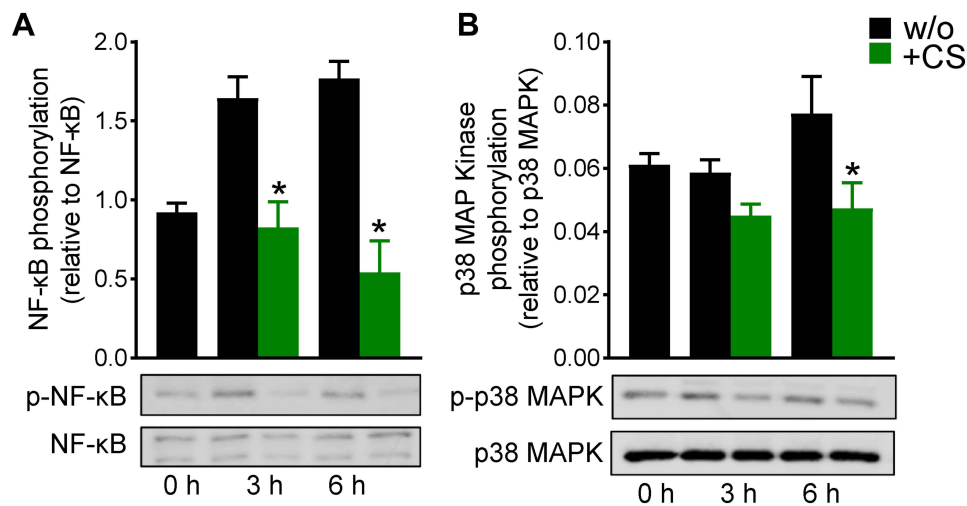 A
NF-κB phosphorylation
(relative to NF-κB)
2.0
1.5
1.0
0.5
0.0
*
*
p-NF-κB
NF-κB
0 h 3 h 6 h
B
w/o
+CS
p38 MAP Kinase
phosphorylation
(relative to p38 MAPK)
0.10
0.08
0.06
0.04
0.02
0.00
*
p-p38 MAPK
p38 MAPK
0 h 3 h 6 h